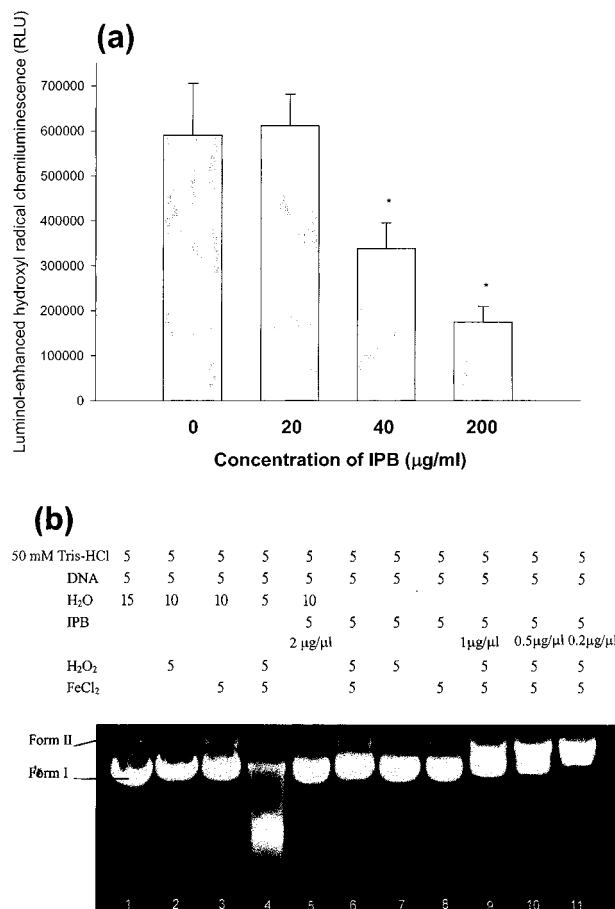 (a)
Luminol-enhanced hydroxyl radical chemiluminescence (RLU)
700000
600000
500000
400000
300000
200000
100000
0
* *
0 20 40 200
Concentration of IPB (μg/ml)
(b)
50 mM Tris-HCl 5 5 5 5 5 5 5 5 5 5 5
DNA 5 5 5 5 5 5 5 5 5 5 5
H₂O 15 10 10 5 10
IPB 5 5 5 5 5 5 5
2 μg/μl 1μg/μl 0.5μg/μl 0.2μg/μl
H₂O₂ 5 5 5 5 5 5 5
FeCl₂ 5 5 5 5 5 5 5
Form II
Form I
1 2 3 4 5 6 7 8 9 10 11